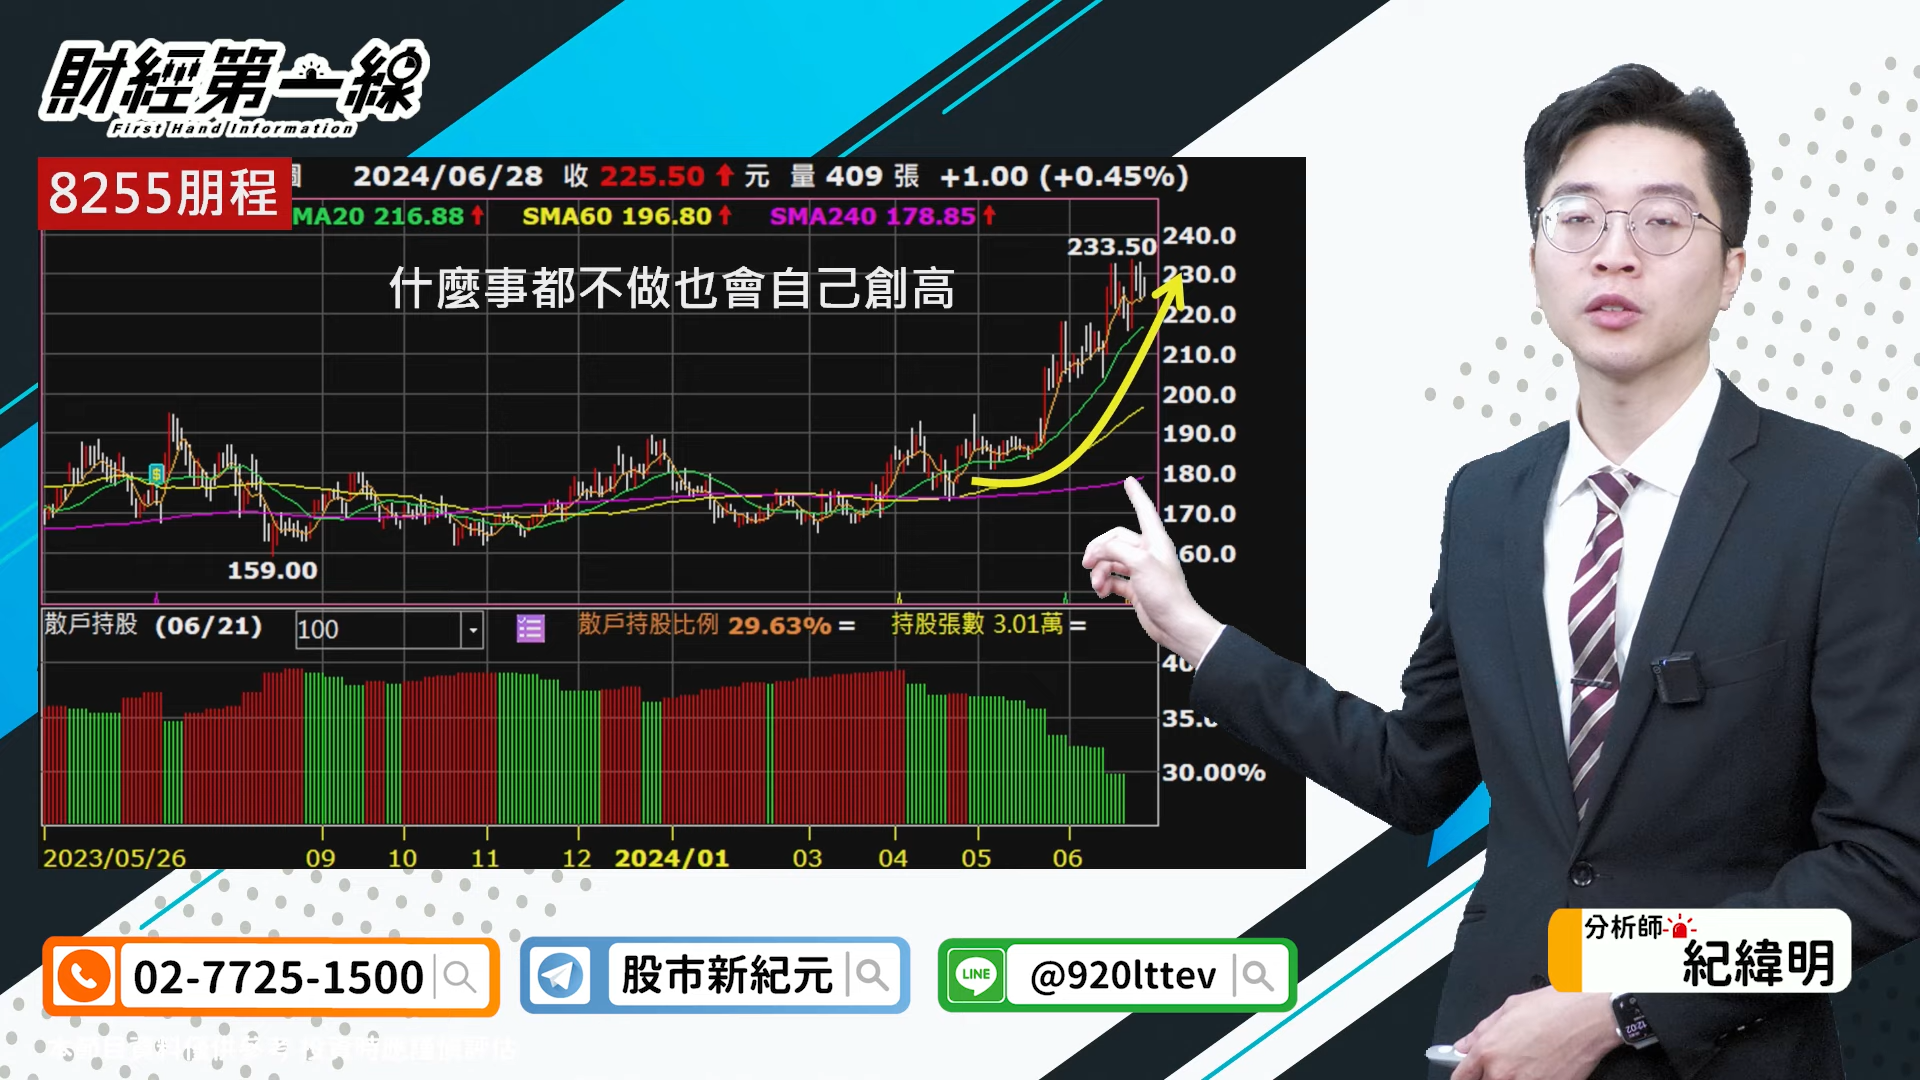 財經第一線
First Hand Information
8255朋程
圖 2024/06/28 收 225.50 元 量 409 張 +1.00 (+0.45%)
MA20 216.88 SMA60 196.80 SMA240 178.85
240.0
233.50
230.0
什麼事都不做也會自己創高
220.0
210.0
200.0
190.0
$
180.0
170.0
60.0
159.00
散戶持股 (06/21) 100 散戶持股比例 29.63% = 持股張數 3.01萬 =
40
35.0
30.00%
2023/05/26 09 10 11 12 2024/01 03 04 05 06
分析師
紀緯明
02-7725-1500
股市新紀元
LINE
@920lttev
12:02